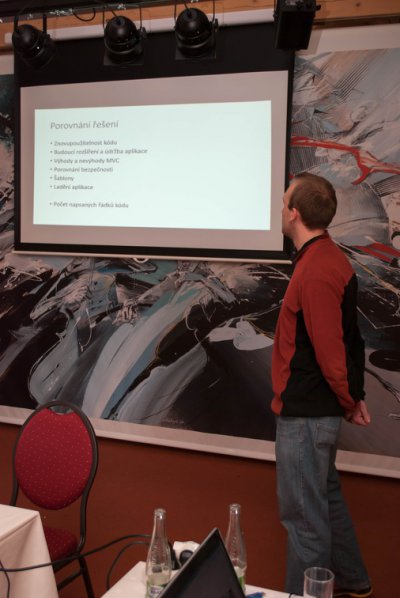 Porovnání řešení
• Znovupoužitelnost kódu
• Budoucí rozšíření a údržba aplikace
• Výhody a nevýhody MVC
• Porovnání bezpečnosti
• Šablony
• Ladění aplikace
• Počet napsaných řádků kódu